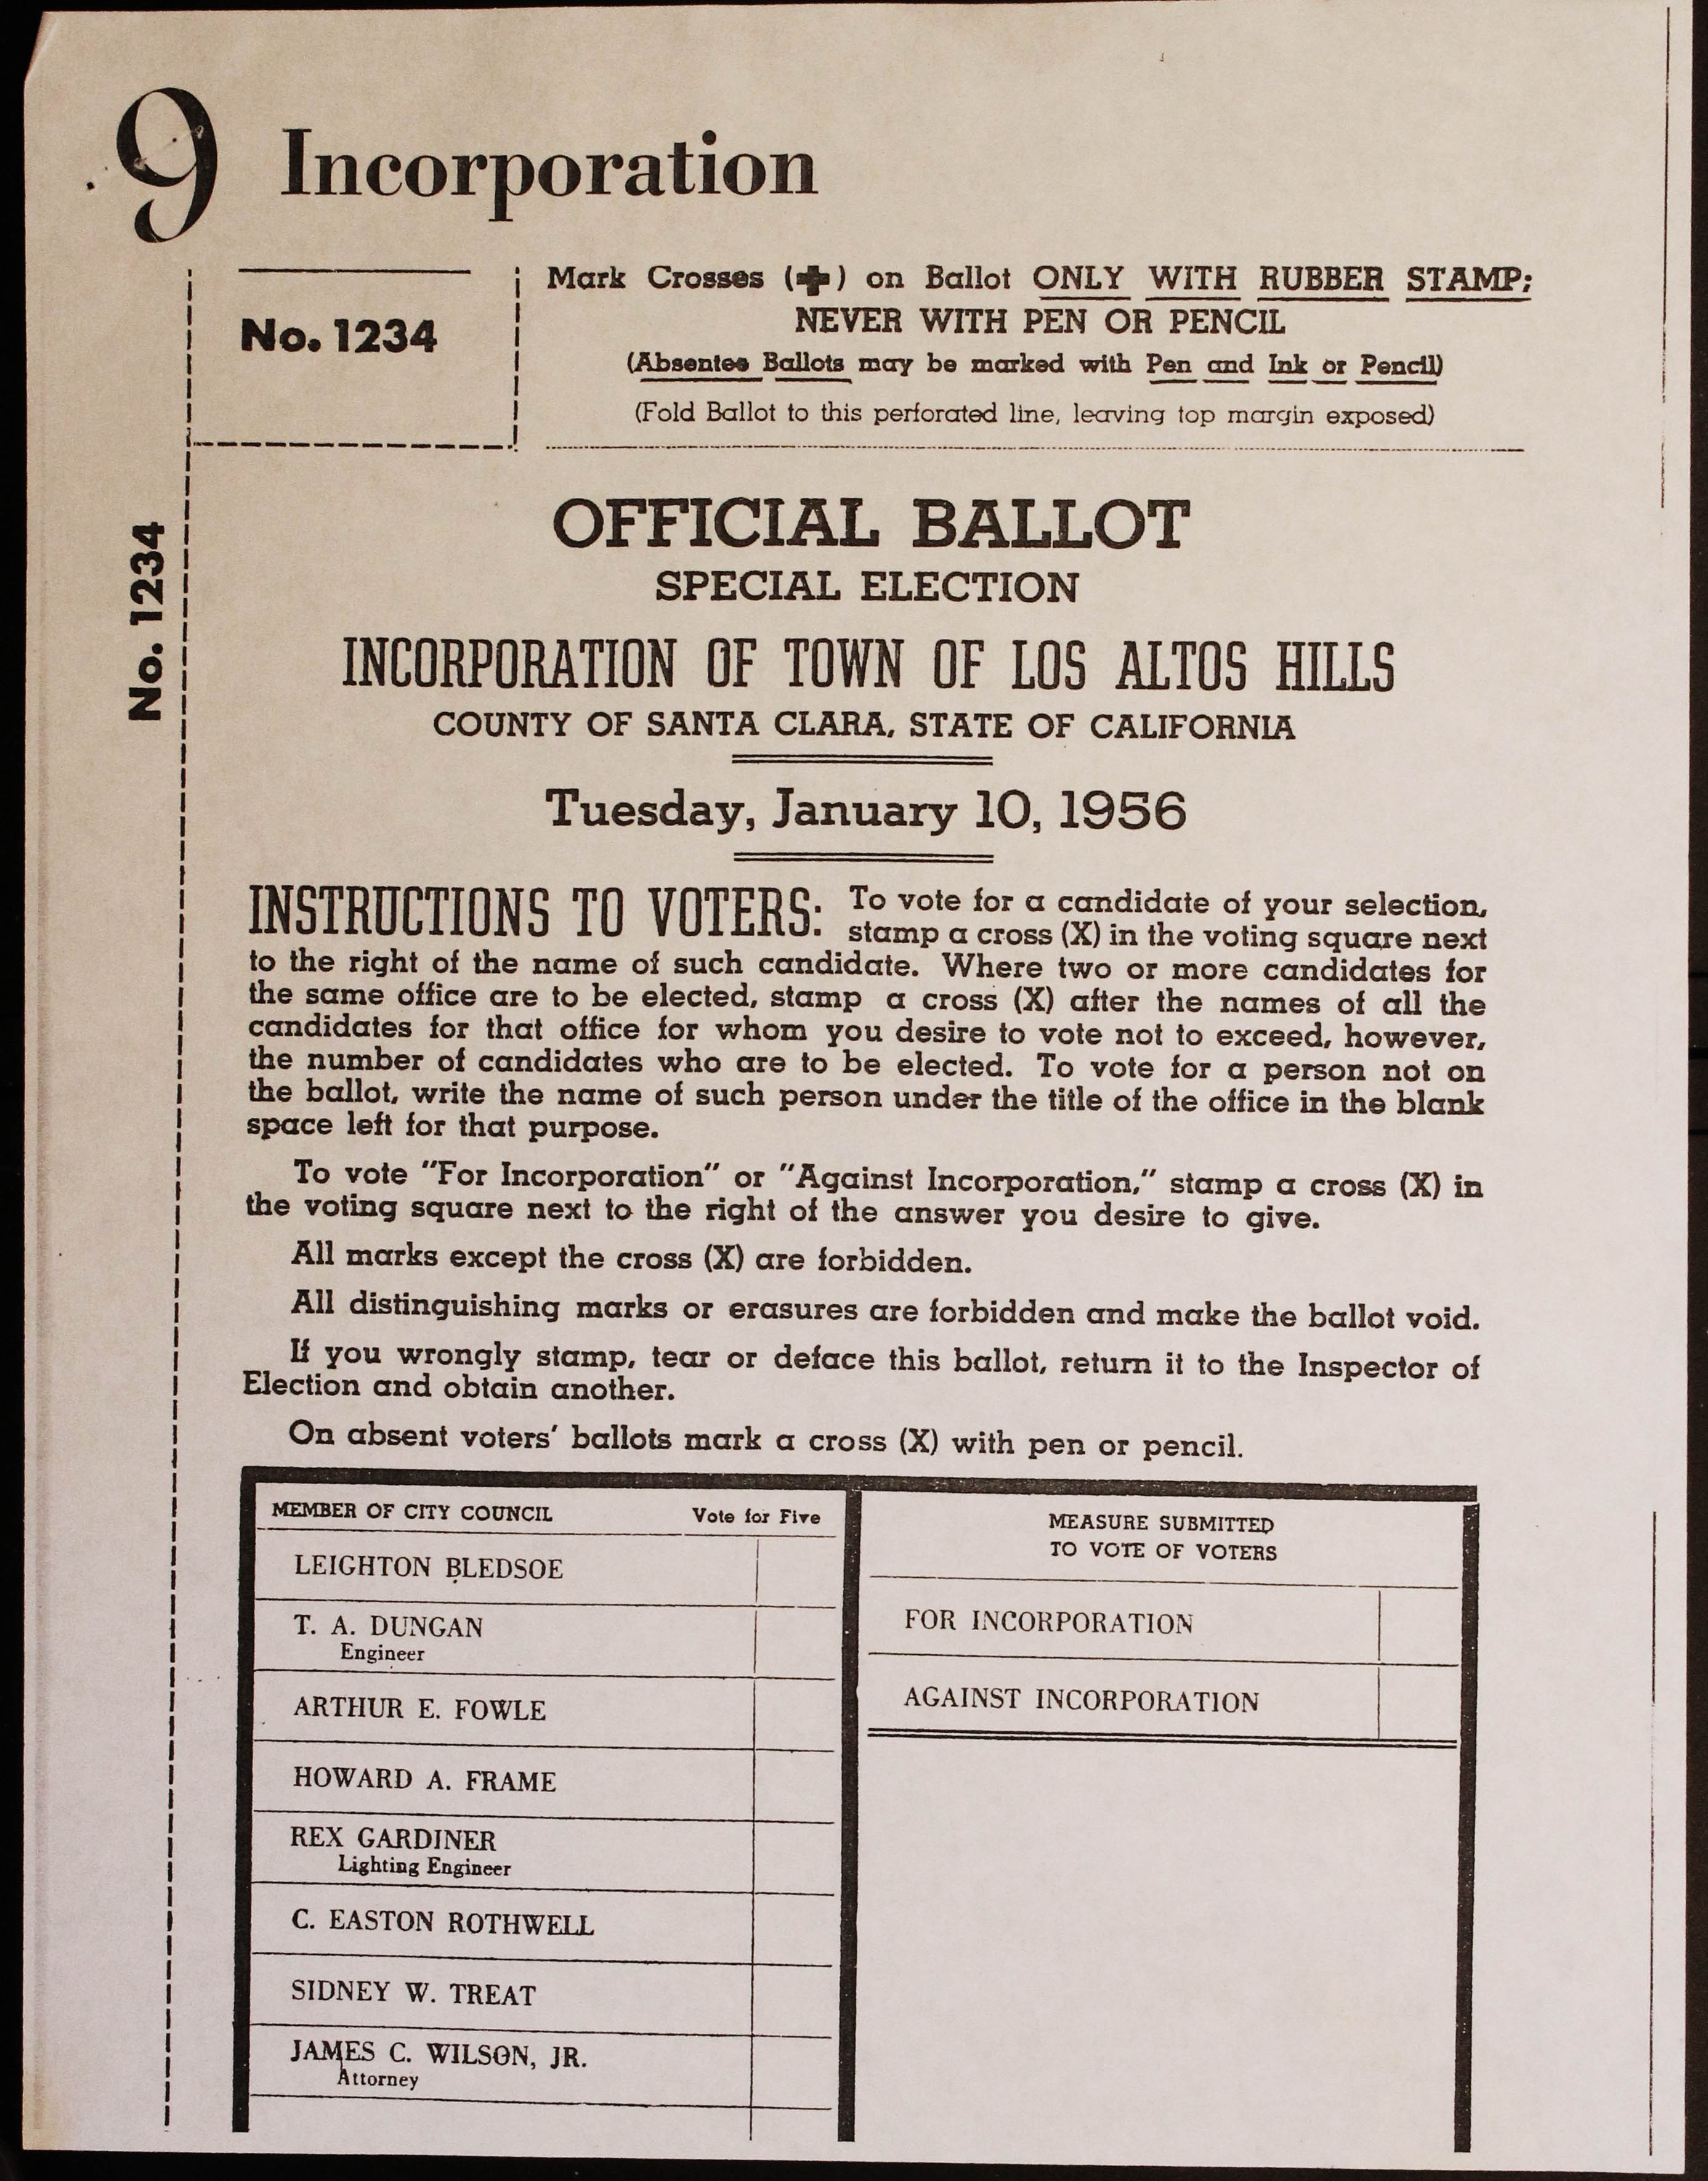 9 Incorporation
No. 1234
Mark Crosses (✚) on Ballot ONLY WITH RUBBER STAMP;
NEVER WITH PEN OR PENCIL
(Absentee Ballots may be marked with Pen and Ink or Pencil)
(Fold Ballot to this perforated line, leaving top margin exposed)
No. 1234
OFFICIAL BALLOT
SPECIAL ELECTION
INCORPORATION OF TOWN OF LOS ALTOS HILLS
COUNTY OF SANTA CLARA, STATE OF CALIFORNIA
Tuesday, January 10, 1956
INSTRUCTIONS TO VOTERS: To vote for a candidate of your selection,
stamp a cross (X) in the voting square next
to the right of the name of such candidate. Where two or more candidates for
the same office are to be elected, stamp a cross (X) after the names of all the
candidates for that office for whom you desire to vote not to exceed, however,
the number of candidates who are to be elected. To vote for a person not on
the ballot, write the name of such person under the title of the office in the blank
space left for that purpose.
To vote "For Incorporation" or "Against Incorporation," stamp a cross (X) in
the voting square next to the right of the answer you desire to give.
All marks except the cross (X) are forbidden.
All distinguishing marks or erasures are forbidden and make the ballot void.
If you wrongly stamp, tear or deface this ballot, return it to the Inspector of
Election and obtain another.
On absent voters' ballots mark a cross (X) with pen or pencil.
MEMBER OF CITY COUNCIL Vote for Five
LEIGHTON BLEDSOE
T. A. DUNGAN
Engineer
ARTHUR E. FOWLE
HOWARD A. FRAME
REX GARDINER
Lighting Engineer
C. EASTON ROTHWELL
SIDNEY W. TREAT
JAMES C. WILSON, JR.
Attorney
MEASURE SUBMITTED
TO VOTE OF VOTERS
FOR INCORPORATION
AGAINST INCORPORATION